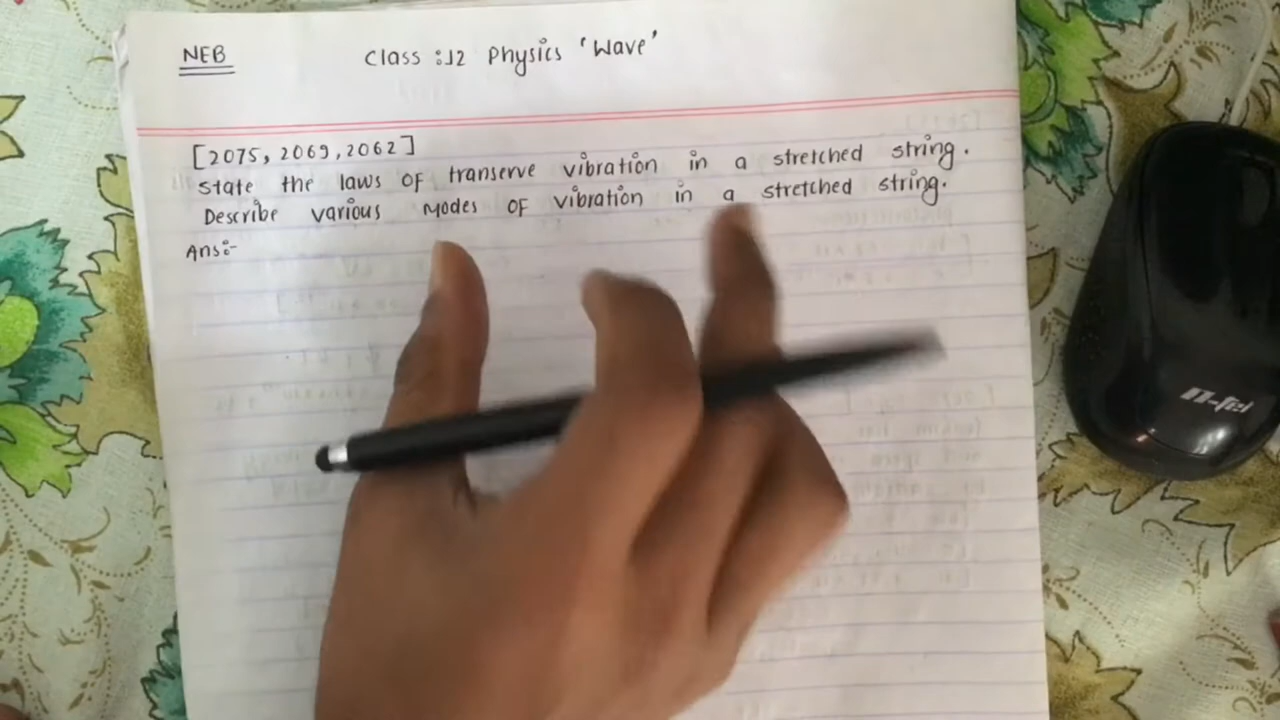 NEB
Class :12 Physics 'Wave'
[2075, 2069, 2062]
state the laws of transerve vibration in a stretched string.
Describe various Modes of vibration in a stretched string.
Ans:-